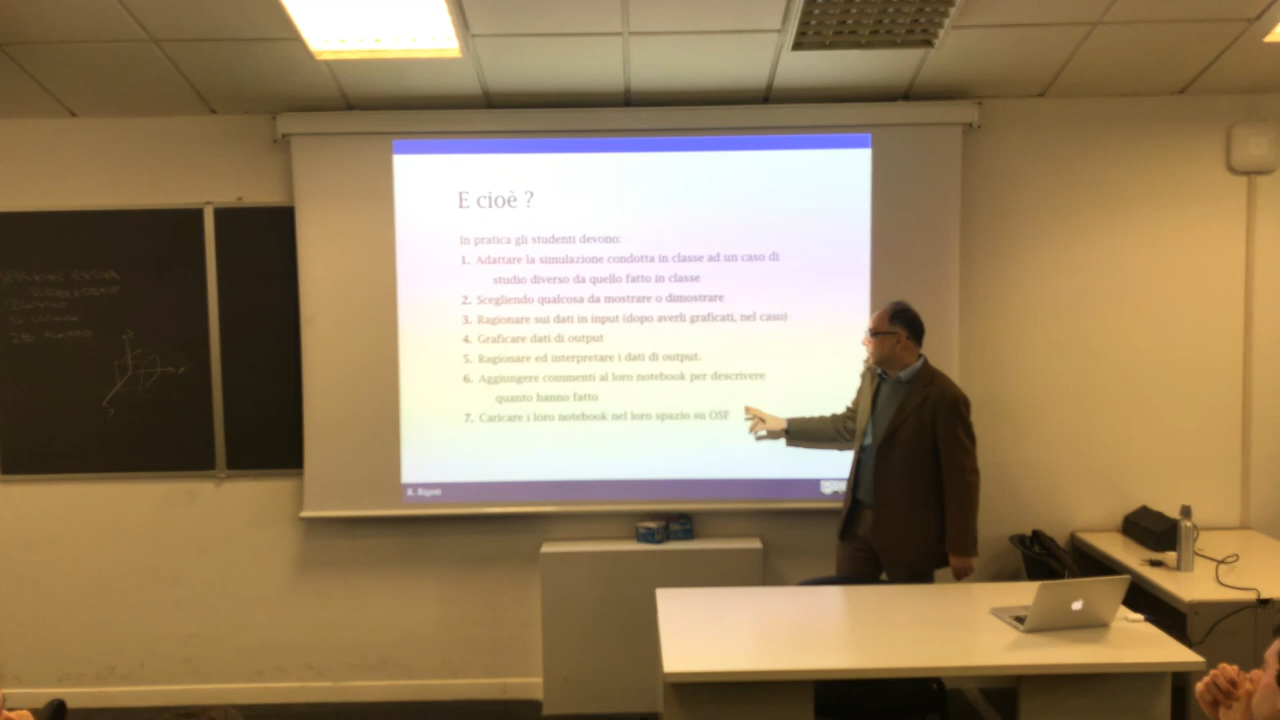 E cioè ?
In pratica gli studenti devono:
1. Adattare la simulazione condotta in classe ad un caso di
studio diverso da quello fatto in classe
2. Scegliendo qualcosa da mostrare o dimostrare
3. Ragionare sui dati in input (dopo averli graficati, nel caso)
4. Graficare dati di output
5. Ragionare ed interpretare i dati di output.
6. Aggiungere commenti al loro notebook per descrivere
quanto hanno fatto
7. Caricare i loro notebook nel loro spazio su OSF
R. Rigon